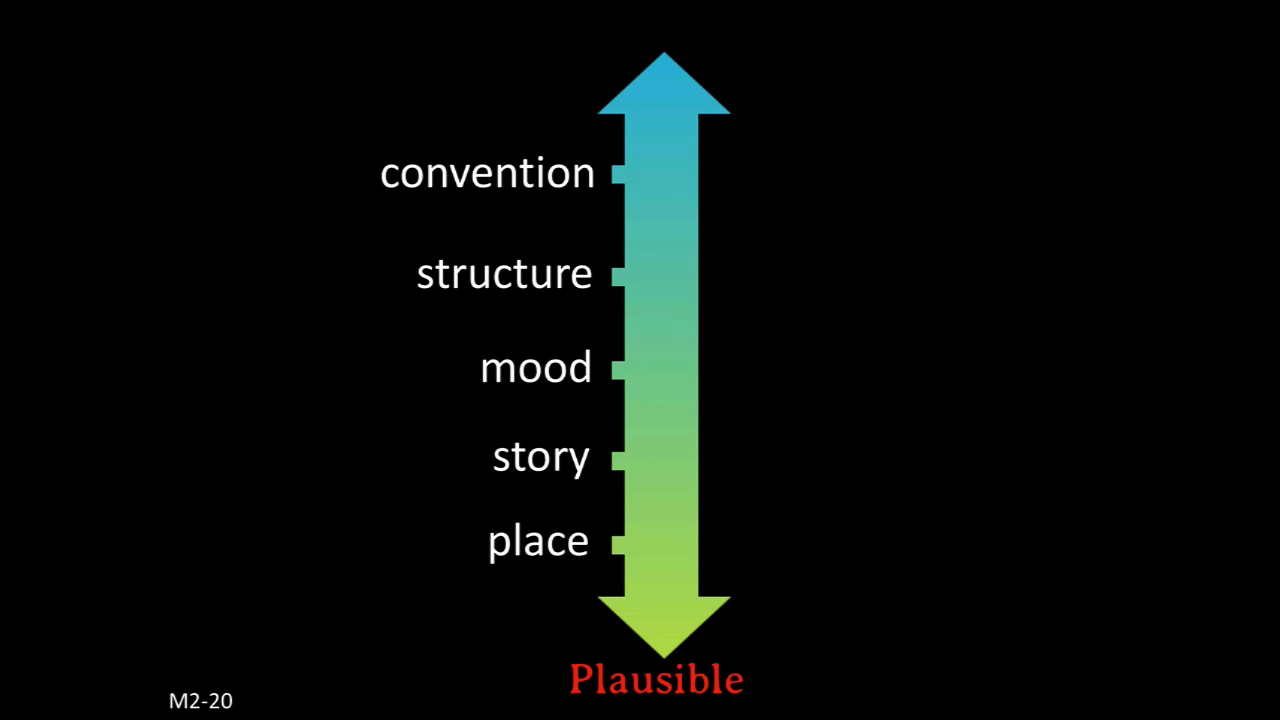 convention
structure
mood
story
place
Plausible
M2-20